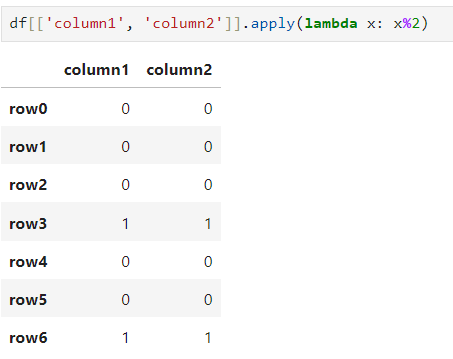 df[['column1', 'column2']].apply(lambda x: x%2)
column1 column2
row0 0 0
row1 0 0
row2 0 0
row3 1 1
row4 0 0
row5 0 0
row6 1 1